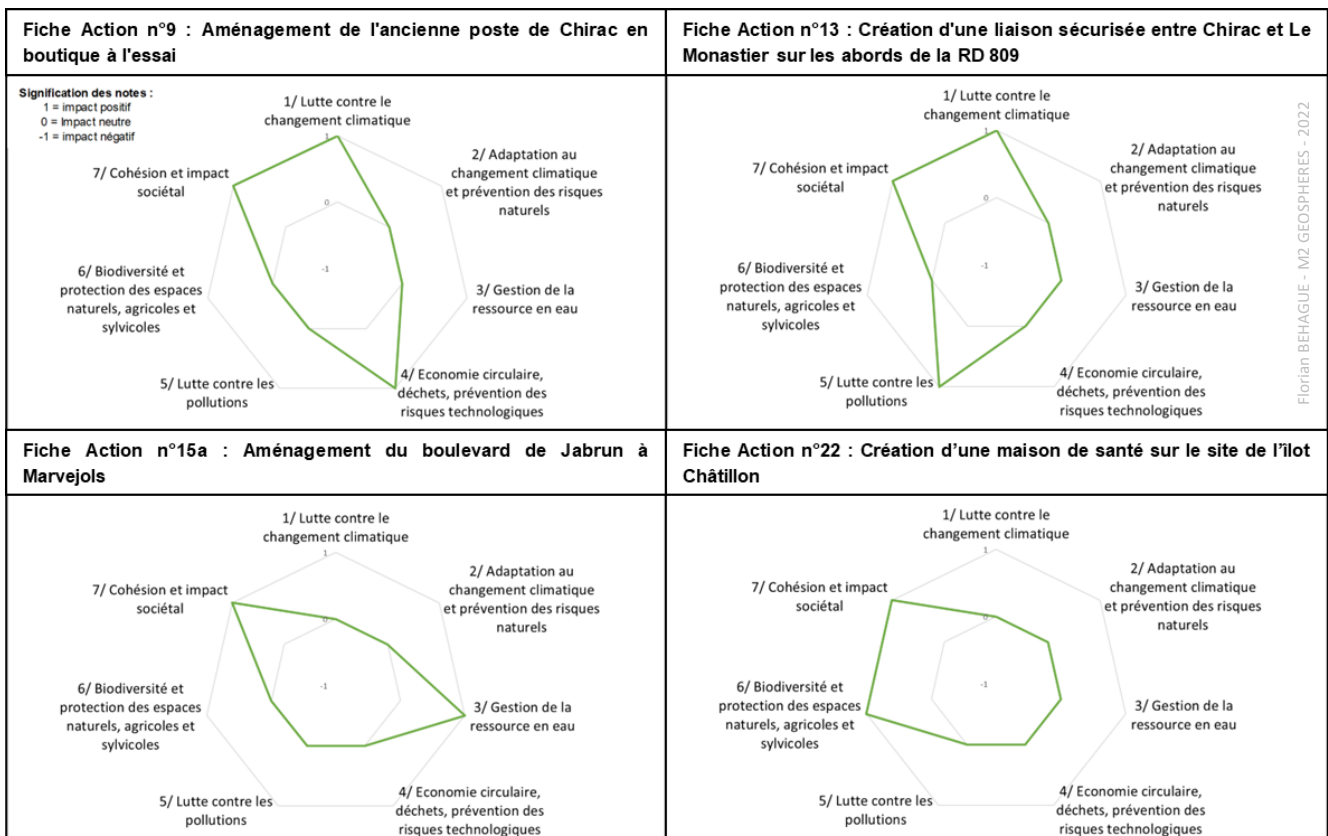 Fiche Action n°9 : Aménagement de l'ancienne poste de Chirac en
boutique à l'essai
Signification des notes :
1 = impact positif
0 = Impact neutre
-1 = impact négatif
1/ Lutte contre le
changement climatique
2/ Adaptation au
changement climatique
et prévention des risques
naturels
3/ Gestion de la
ressource en eau
4/ Economie circulaire,
déchets, prévention des
risques technologiques
5/ Lutte contre les
pollutions
6/ Biodiversité et
protection des espaces
naturels, agricoles et
sylvicoles
7/ Cohésion et impact
sociétal
1
0
-1
Fiche Action n°13 : Création d'une liaison sécurisée entre Chirac et Le
Monastier sur les abords de la RD 809
1/ Lutte contre le
changement climatique
2/ Adaptation au
changement climatique
et prévention des risques
naturels
3/ Gestion de la
ressource en eau
4/ Economie circulaire,
déchets, prévention des
risques technologiques
5/ Lutte contre les
pollutions
6/ Biodiversité et
protection des espaces
naturels, agricoles et
sylvicoles
7/ Cohésion et impact
sociétal
1
0
-1
Florian BEHAGUE - M2 GEOSPHERES - 2022
Fiche Action n°15a : Aménagement du boulevard de Jabrun à
Marvejols
1/ Lutte contre le
changement climatique
2/ Adaptation au
changement climatique
et prévention des risques
naturels
3/ Gestion de la
ressource en eau
4/ Economie circulaire,
déchets, prévention des
risques technologiques
5/ Lutte contre les
pollutions
6/ Biodiversité et
protection des espaces
naturels, agricoles et
sylvicoles
7/ Cohésion et impact
sociétal
1
0
-1
Fiche Action n°22 : Création d’une maison de santé sur le site de l’îlot
Châtillon
1/ Lutte contre le
changement climatique
2/ Adaptation au
changement climatique
et prévention des risques
naturels
3/ Gestion de la
ressource en eau
4/ Economie circulaire,
déchets, prévention des
risques technologiques
5/ Lutte contre les
pollutions
6/ Biodiversité et
protection des espaces
naturels, agricoles et
sylvicoles
7/ Cohésion et impact
sociétal
1
0
-1